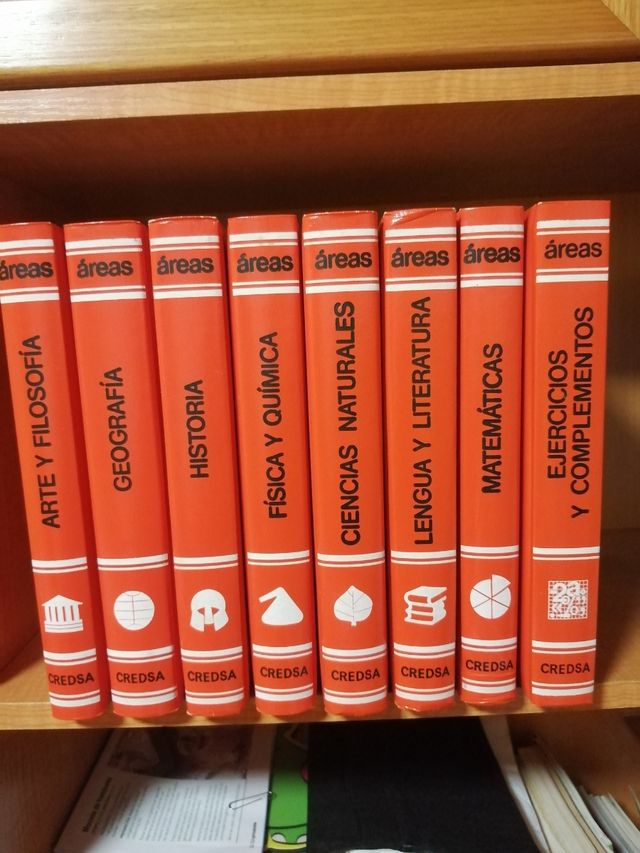 áreas
ARTE Y FILOSOFÍA
CREDSA
áreas
GEOGRAFÍA
CREDSA
áreas
HISTORIA
CREDSA
áreas
FÍSICA Y QUÍMICA
CREDSA
áreas
CIENCIAS NATURALES
CREDSA
áreas
LENGUA Y LITERATURA
CREDSA
áreas
MATEMÁTICAS
CREDSA
áreas
EJERCICIOS
Y COMPLEMENTOS
CREDSA